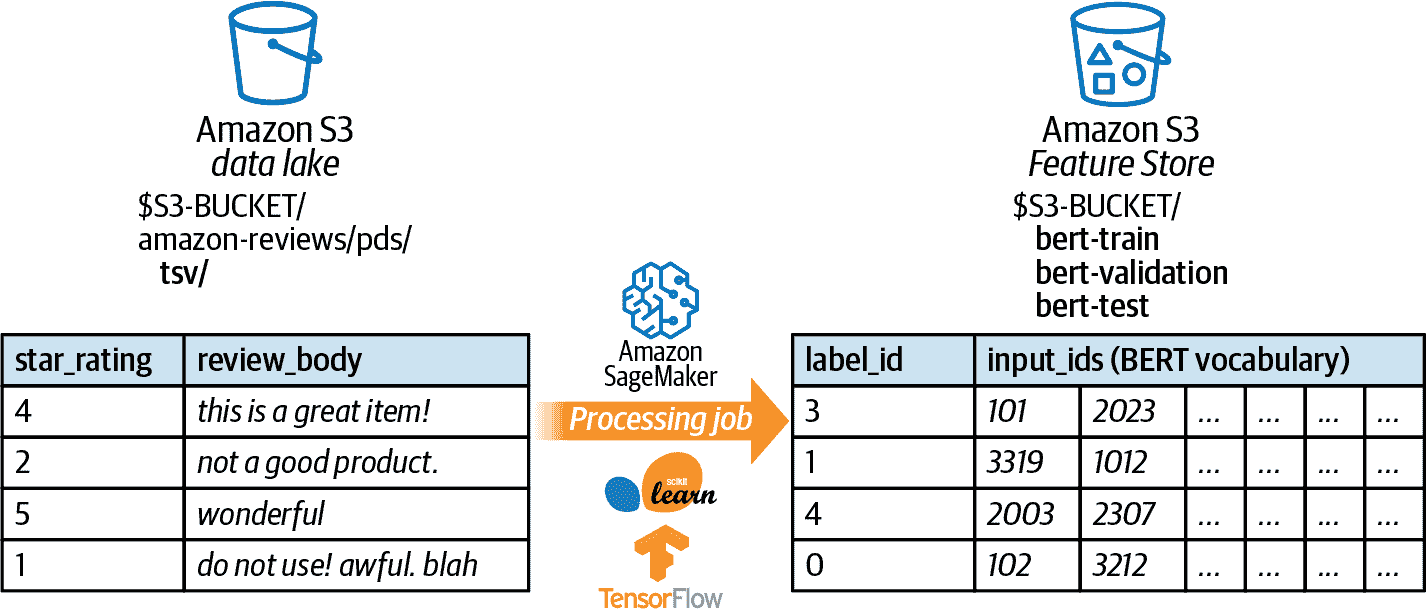 Amazon S3
data lake
$S3-BUCKET/
amazon-reviews/pds/
tsv/
star_rating review_body
4 this is a great item!
2 not a good product.
5 wonderful
1 do not use! awful. blah
Amazon
SageMaker
Processing job
scikit
learn
TensorFlow
Amazon S3
Feature Store
$S3-BUCKET/
bert-train
bert-validation
bert-test
label_id input_ids (BERT vocabulary)
3 101 2023 ... ... ... ...
1 3319 1012 ... ... ... ...
4 2003 2307 ... ... ... ...
0 102 3212 ... ... ... ...